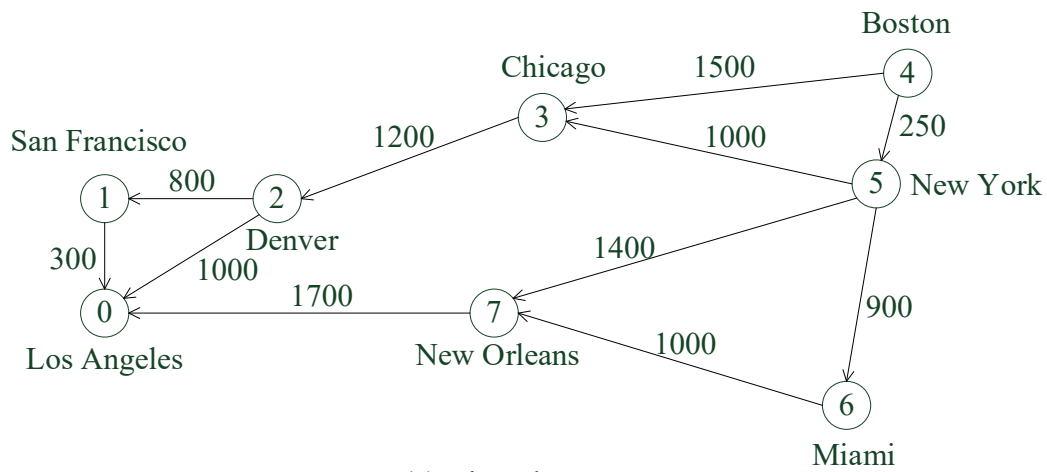 Boston
4
Chicago
1500
3
250
1200
1000
San Francisco
800
1
2
5
New York
Denver
300
1000
1400
1700
0
7
900
Los Angeles
New Orleans
1000
6
Miami